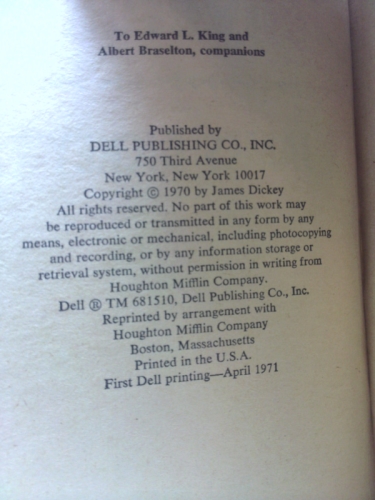 To Edward L. King and
Albert Braselton, companions
Published by
DELL PUBLISHING CO., INC.
750 Third Avenue
New York, New York 10017
Copyright © 1970 by James Dickey
All rights reserved. No part of this work may
be reproduced or transmitted in any form by any
means, electronic or mechanical, including photocopying
and recording, or by any information storage or
retrieval system, without permission in writing from
Houghton Mifflin Company.
Dell ® TM 681510, Dell Publishing Co., Inc.
Reprinted by arrangement with
Houghton Mifflin Company
Boston, Massachusetts
Printed in the U.S.A.
First Dell printing—April 1971